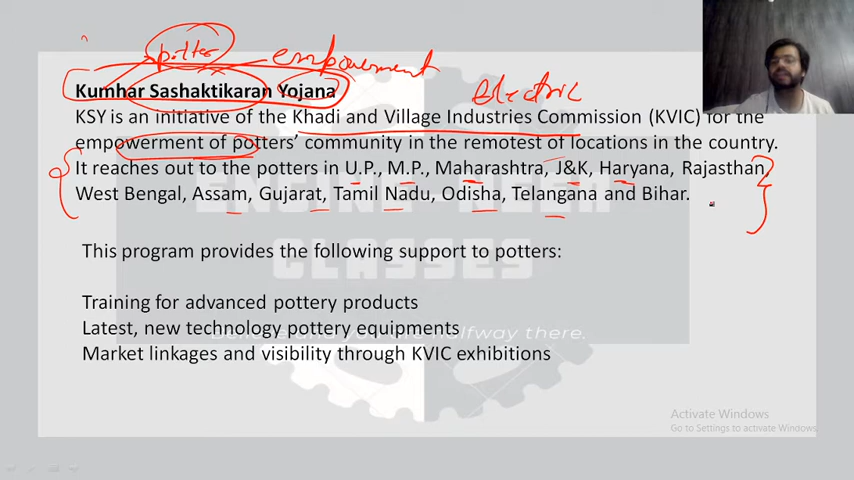 potter
empowerment
Kumhar Sashaktikaran Yojana
Electric
KSY is an initiative of the Khadi and Village Industries Commission (KVIC) for the
empowerment of potters' community in the remotest of locations in the country.
It reaches out to the potters in U.P., M.P., Maharashtra, J&K, Haryana, Rajasthan,
West Bengal, Assam, Gujarat, Tamil Nadu, Odisha, Telangana and Bihar.
CLASSES
This program provides the following support to potters:
Training for advanced pottery products
Latest, new technology pottery equipments
Market linkages and visibility through KVIC exhibitions
Activate Windows
Go to Settings to activate Windows.